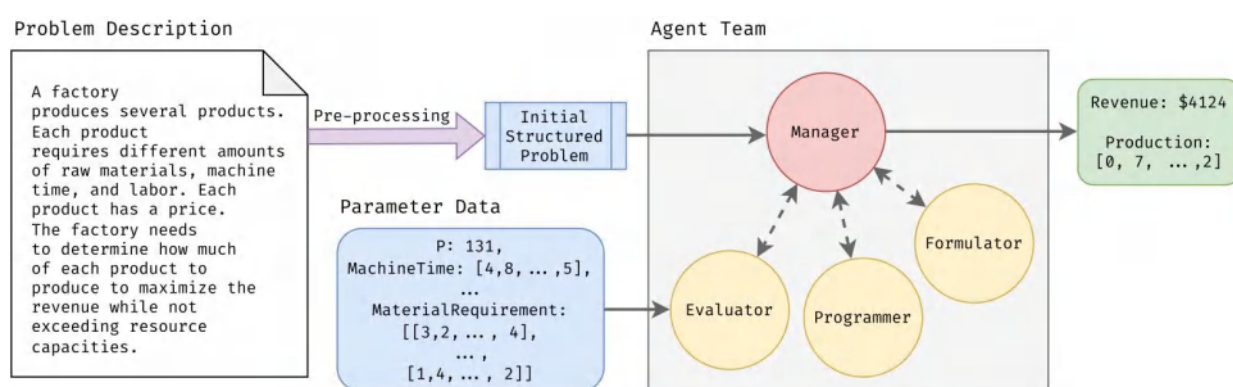 Problem Description
A factory
produces several products.
Each product
requires different amounts
of raw materials, machine
time, and labor. Each
product has a price.
The factory needs
to determine how much
of each product to
produce to maximize the
revenue while not
exceeding resource
capacities.
Pre-processing
Initial
Structured
Problem
Parameter Data
P: 131,
MachineTime: [4,8, ... ,5],
...
MaterialRequirement:
[[3,2, ... , 4],
... ,
[1,4, ... , 2]]
Agent Team
Manager
Evaluator
Programmer
Formulator
Revenue: $4124
Production:
[0, 7, ... ,2]